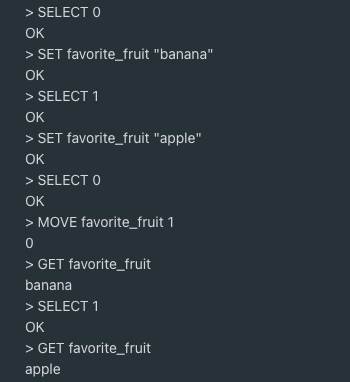 > SELECT 0
OK
> SET favorite_fruit "banana"
OK
> SELECT 1
OK
> SET favorite_fruit "apple"
OK
> SELECT 0
OK
> MOVE favorite_fruit 1
0
> GET favorite_fruit
banana
> SELECT 1
OK
> GET favorite_fruit
apple